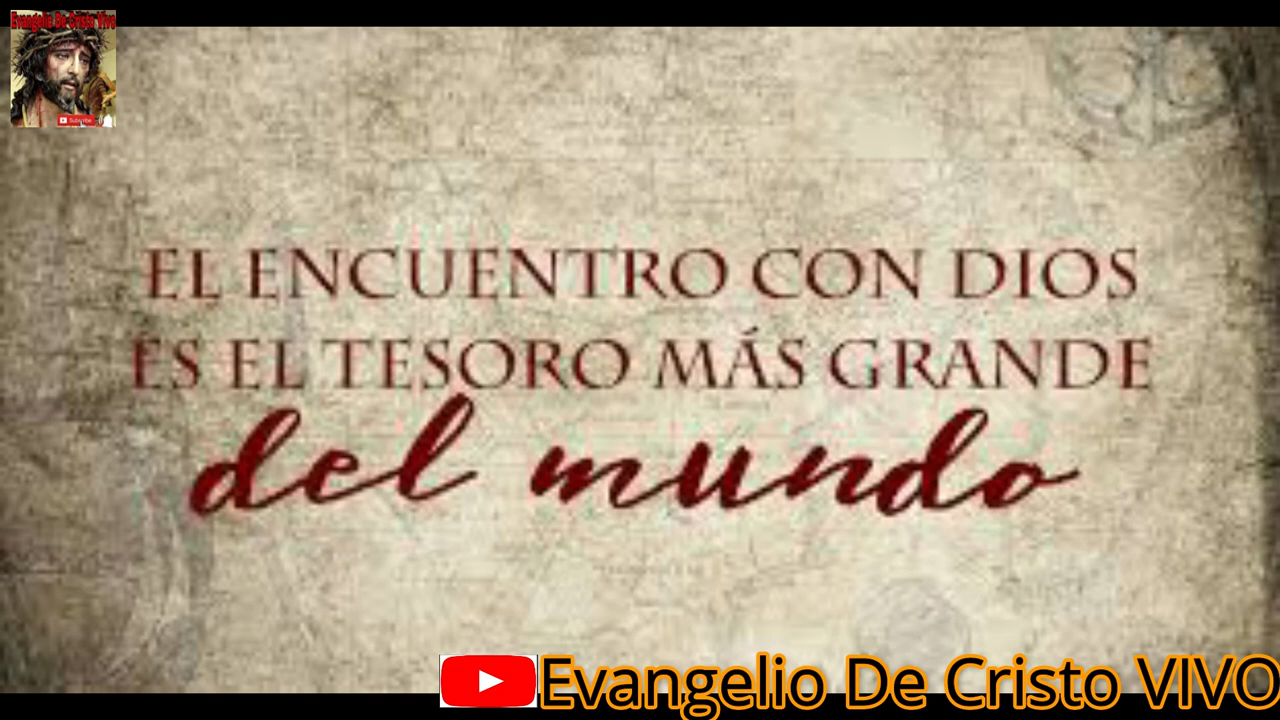 Evangelio De Cristo Vivo
Subscribe
EL ENCUENTRO CON DIOS
ES EL TESORO MÁS GRANDE
del mundo
Evangelio De Cristo VIVO